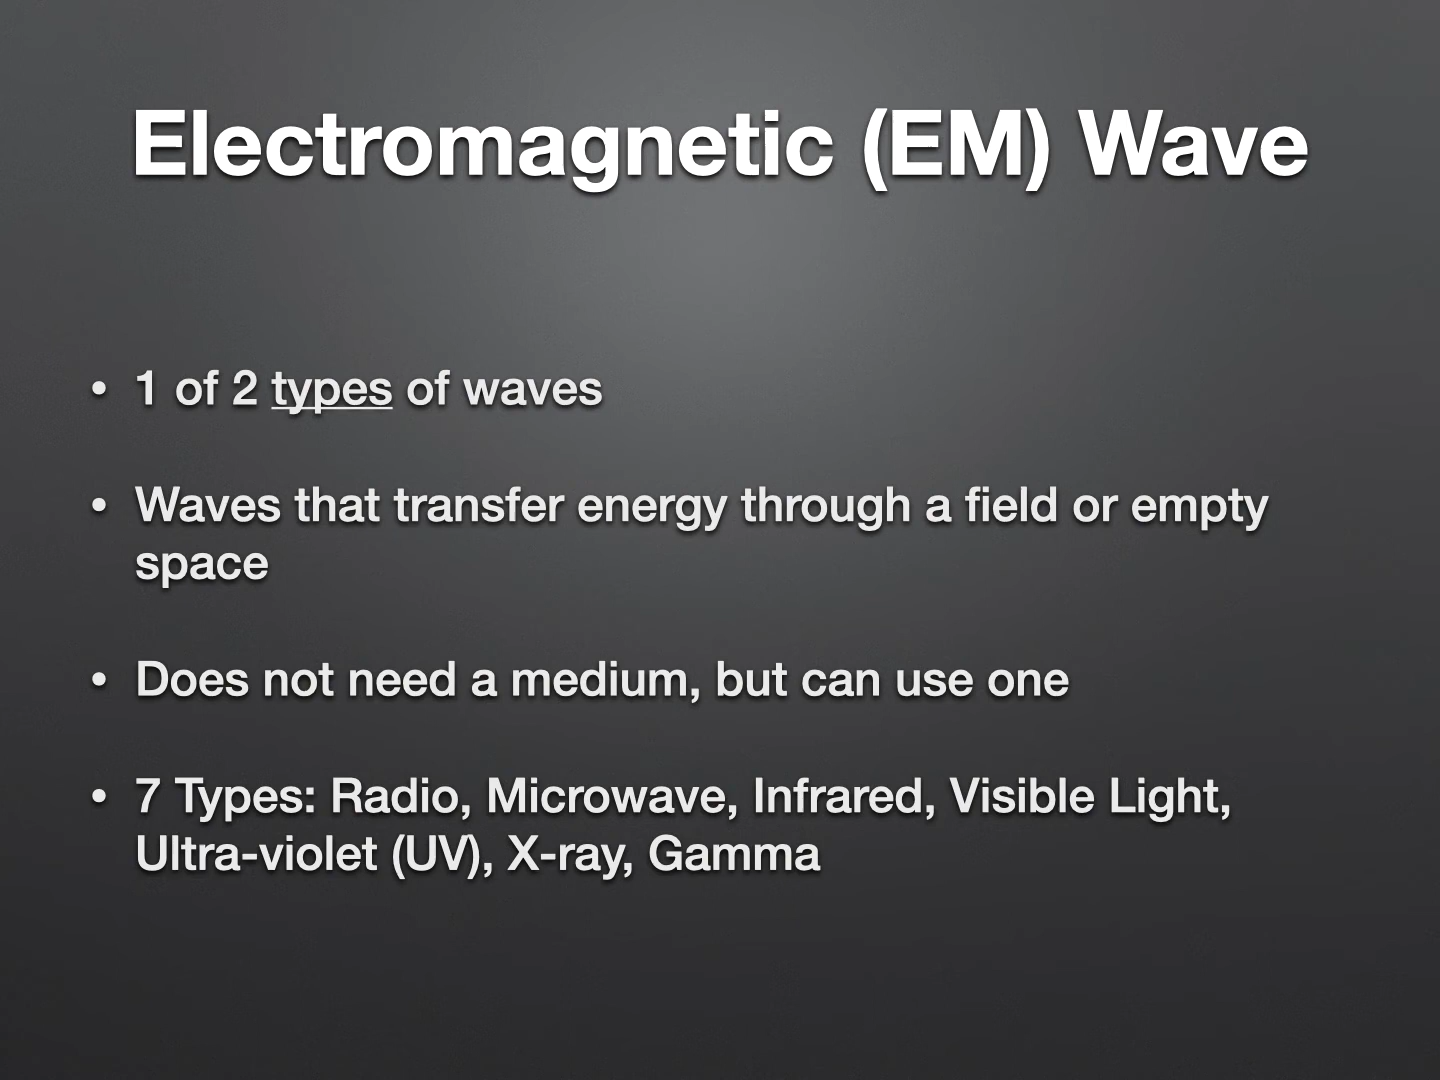 Electromagnetic (EM) Wave
• 1 of 2 types of waves
• Waves that transfer energy through a field or empty
space
• Does not need a medium, but can use one
• 7 Types: Radio, Microwave, Infrared, Visible Light,
Ultra-violet (UV), X-ray, Gamma